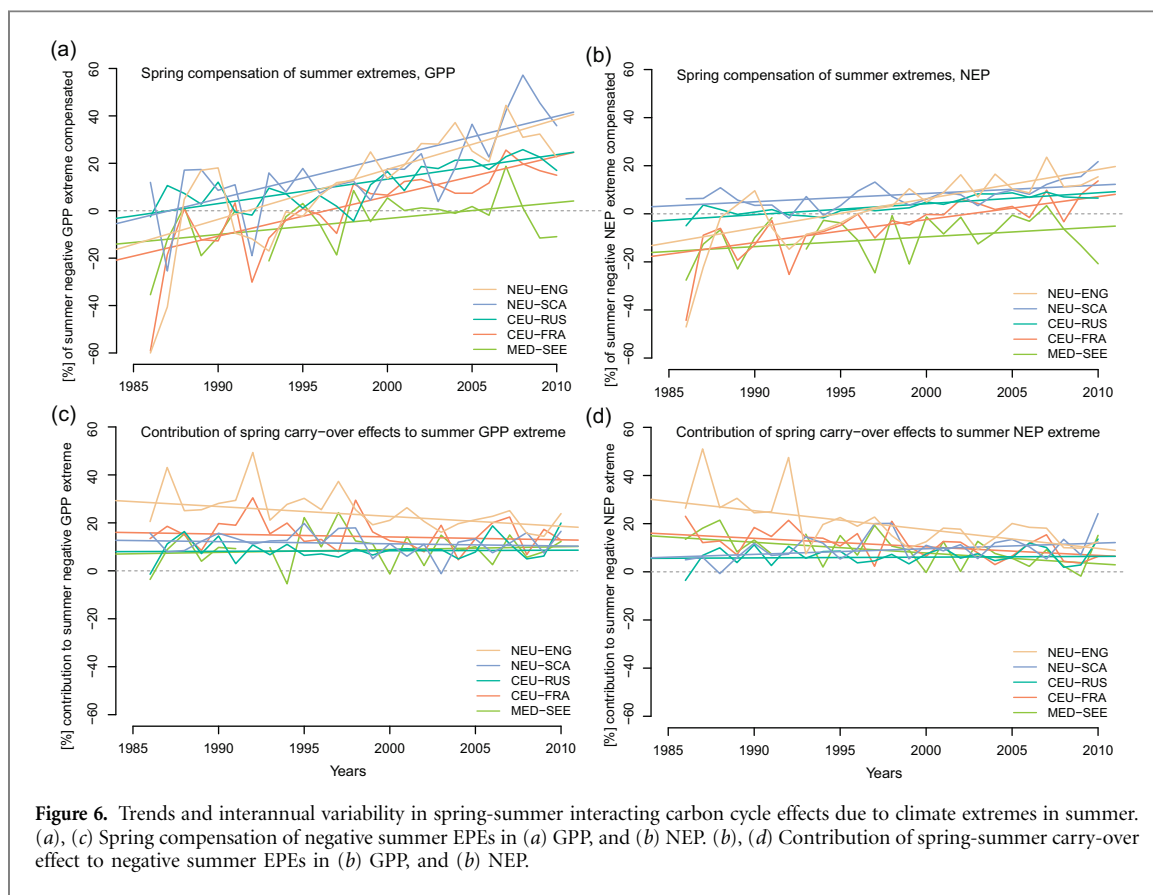 (a)
Spring compensation of summer extremes, GPP
[%] of summer negative GPP extreme compensated
60
40
20
0
−20
−40
−60
NEU−ENG
NEU−SCA
CEU−RUS
CEU−FRA
MED−SEE
1985 1990 1995 2000 2005 2010
(b)
Spring compensation of summer extremes, NEP
[%] of summer negative NEP extreme compensated
60
40
20
0
−20
−40
−60
NEU−ENG
NEU−SCA
CEU−RUS
CEU−FRA
MED−SEE
1985 1990 1995 2000 2005 2010
(c)
Contribution of spring carry−over effects to summer GPP extreme
[%] contribution to summer negative GPP extreme
60
40
20
0
−20
−40
−60
NEU−ENG
NEU−SCA
CEU−RUS
CEU−FRA
MED−SEE
1985 1990 1995 2000 2005 2010
Years
(d)
Contribution of spring carry−over effects to summer NEP extreme
[%] contribution to summer negative NEP extreme
60
40
20
0
−20
−40
−60
NEU−ENG
NEU−SCA
CEU−RUS
CEU−FRA
MED−SEE
1985 1990 1995 2000 2005 2010
Years
Figure 6. Trends and interannual variability in spring-summer interacting carbon cycle effects due to climate extremes in summer.
(a), (c) Spring compensation of negative summer EPEs in (a) GPP, and (b) NEP. (b), (d) Contribution of spring-summer carry-over
effect to negative summer EPEs in (b) GPP, and (b) NEP.